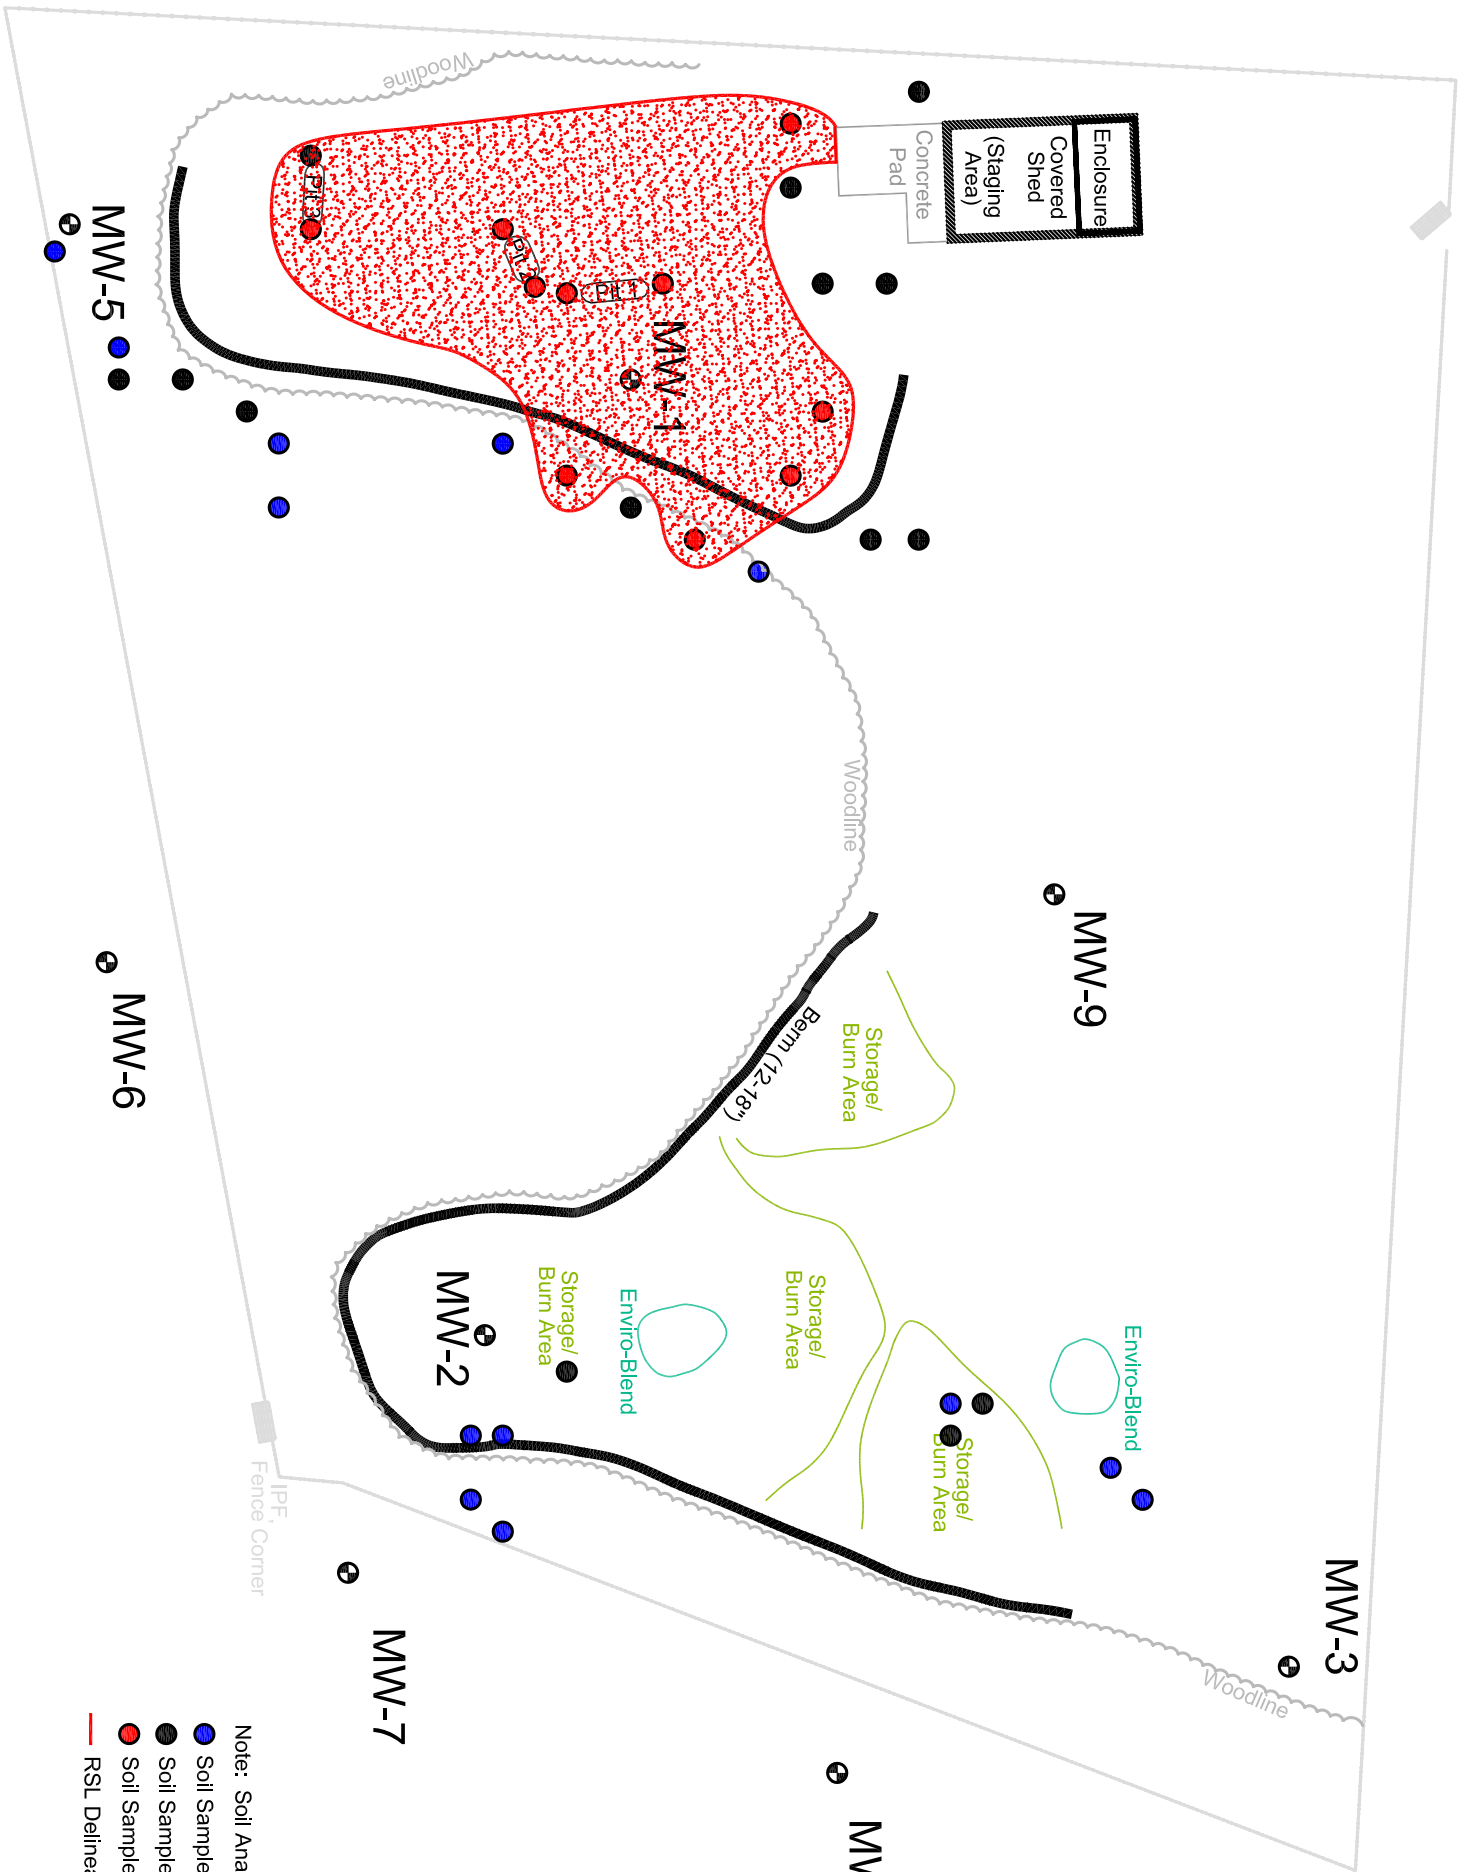 Woodline
Enclosure
Covered
Shed
(Staging
Area)
Concrete
Pad
Pit 3
Pit 2
Pit 1
MW-1
MW-5
Woodline
MW-9
MW-6
Storage/
Burn Area
Berm (12-18")
Storage/
Burn Area
Storage/
Burn Area
Storage/
Burn Area
Enviro-Blend
Enviro-Blend
MW-2
MW-3
Woodline
IPF,
Fence Corner
MW-7
MW
Note: Soil Ana
Soil Sample
Soil Sample
Soil Sample
RSL Delinea